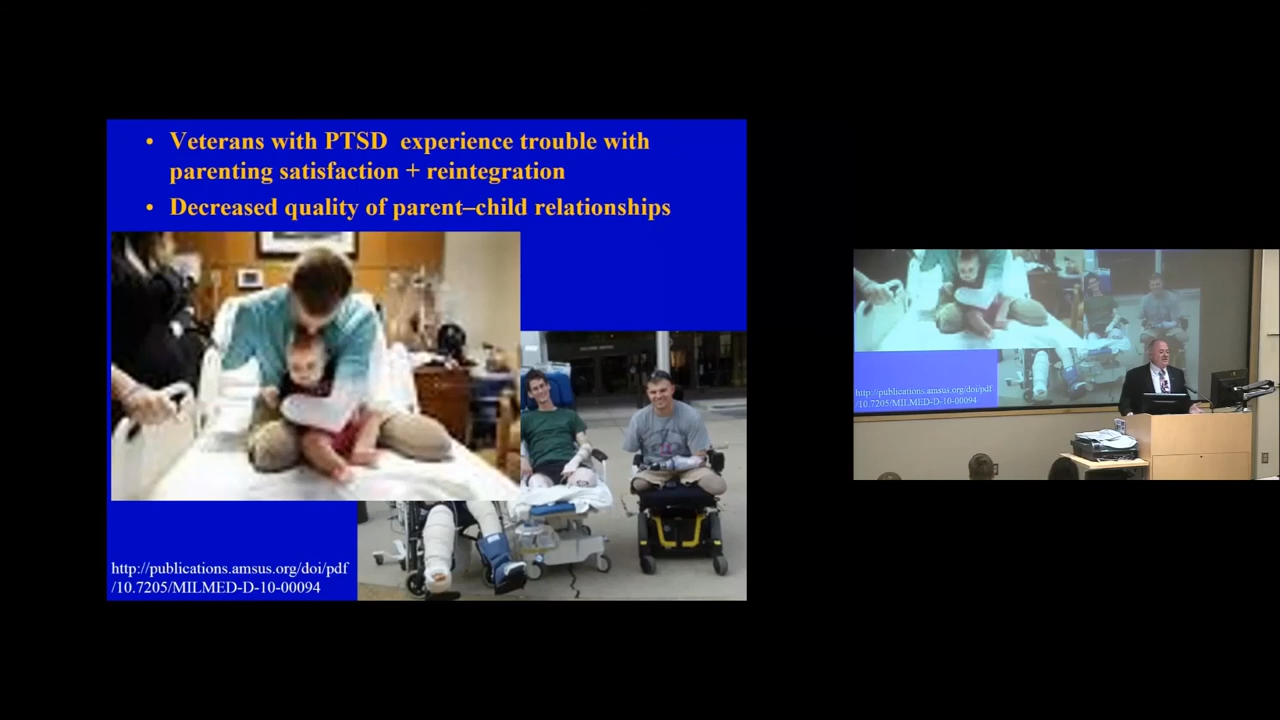 • Veterans with PTSD experience trouble with
parenting satisfaction + reintegration
• Decreased quality of parent–child relationships
http://publications.amsus.org/doi/pdf
/10.7205/MILMED-D-10-00094
http://publications.amsus.org/doi/pdf
/10.7205/MILMED-D-10-00094